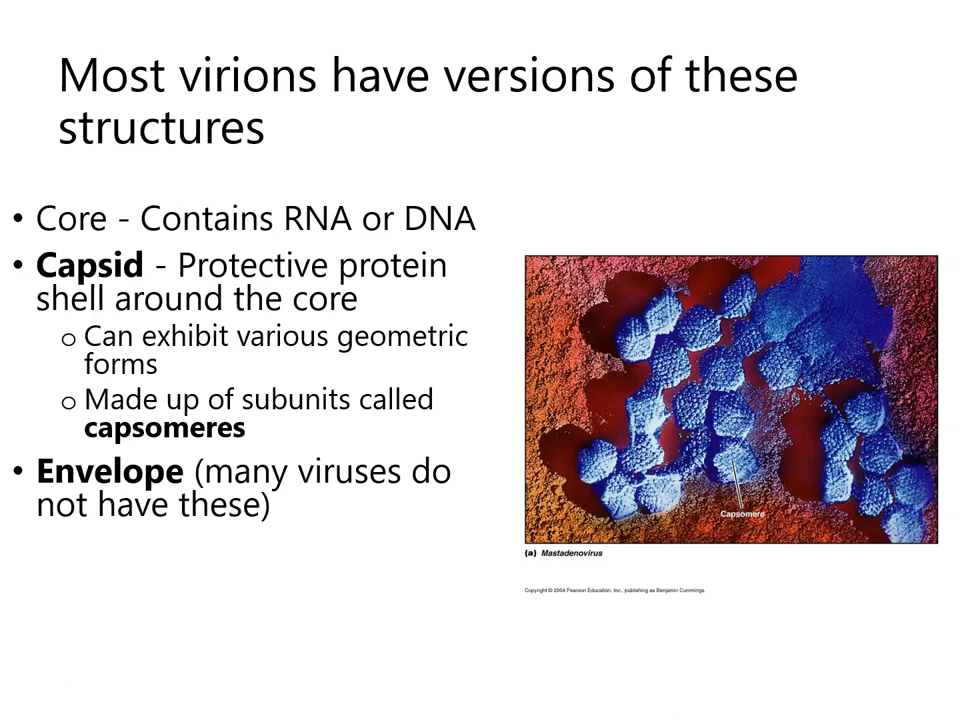 Most virions have versions of these
structures
• Core - Contains RNA or DNA
• Capsid - Protective protein
shell around the core
o Can exhibit various geometric
forms
o Made up of subunits called
capsomeres
• Envelope (many viruses do
not have these)
Capsomere
(a) Mastadenovirus
Copyright © 2004 Pearson Education, Inc., publishing as Benjamin Cummings.